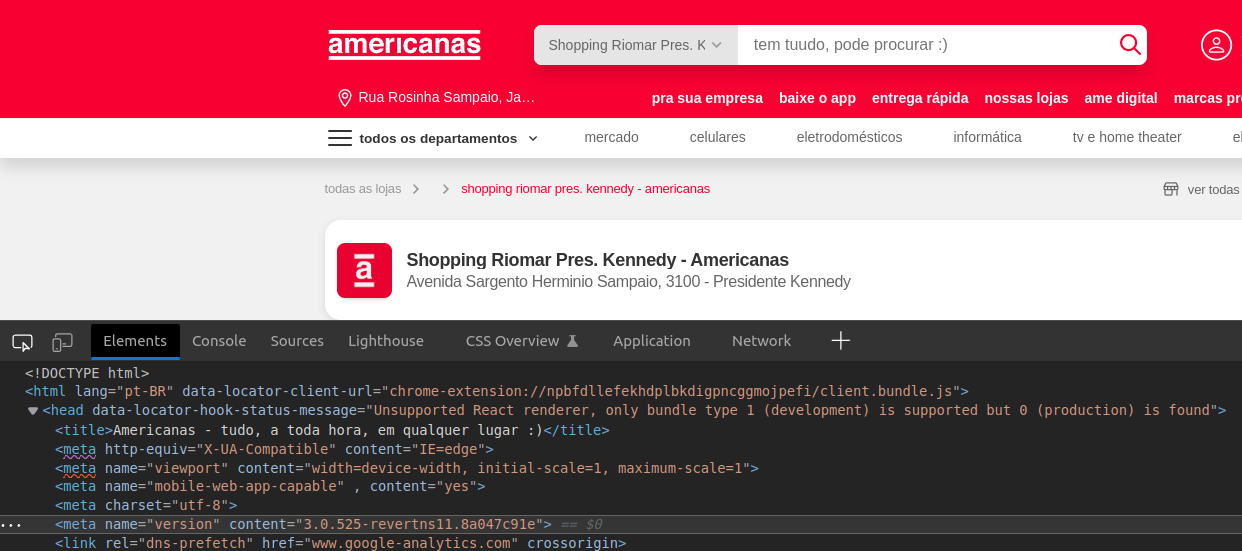 americanas
Shopping Riomar Pres. K
tem tuudo, pode procurar :)
Rua Rosinha Sampaio, Ja…
pra sua empresa baixe o app entrega rápida nossas lojas ame digital marcas pr
todos os departamentos mercado celulares eletrodomésticos informática tv e home theater el
todas as lojas shopping riomar pres. kennedy - americanas ver todas
a
Shopping Riomar Pres. Kennedy - Americanas
Avenida Sargento Herminio Sampaio, 3100 - Presidente Kennedy
Elements Console Sources Lighthouse CSS Overview Application Network
<!DOCTYPE html>
<html lang="pt-BR" data-locator-client-url="chrome-extension://npbfdllefekhdplbkdigpncggmojpefi/client.bundle.js">
<head data-locator-hook-status-message="Unsupported React renderer, only bundle type 1 (development) is supported but 0 (production) is found">
<title>Americanas - tudo, a toda hora, em qualquer lugar :)</title>
<meta http-equiv="X-UA-Compatible" content="IE=edge">
<meta name="viewport" content="width=device-width, initial-scale=1, maximum-scale=1">
<meta name="mobile-web-app-capable" , content="yes">
<meta charset="utf-8">
... <meta name="version" content="3.0.525-revertns11.8a047c91e"> == $0
<link rel="dns-prefetch" href="www.google-analytics.com" crossorigin>